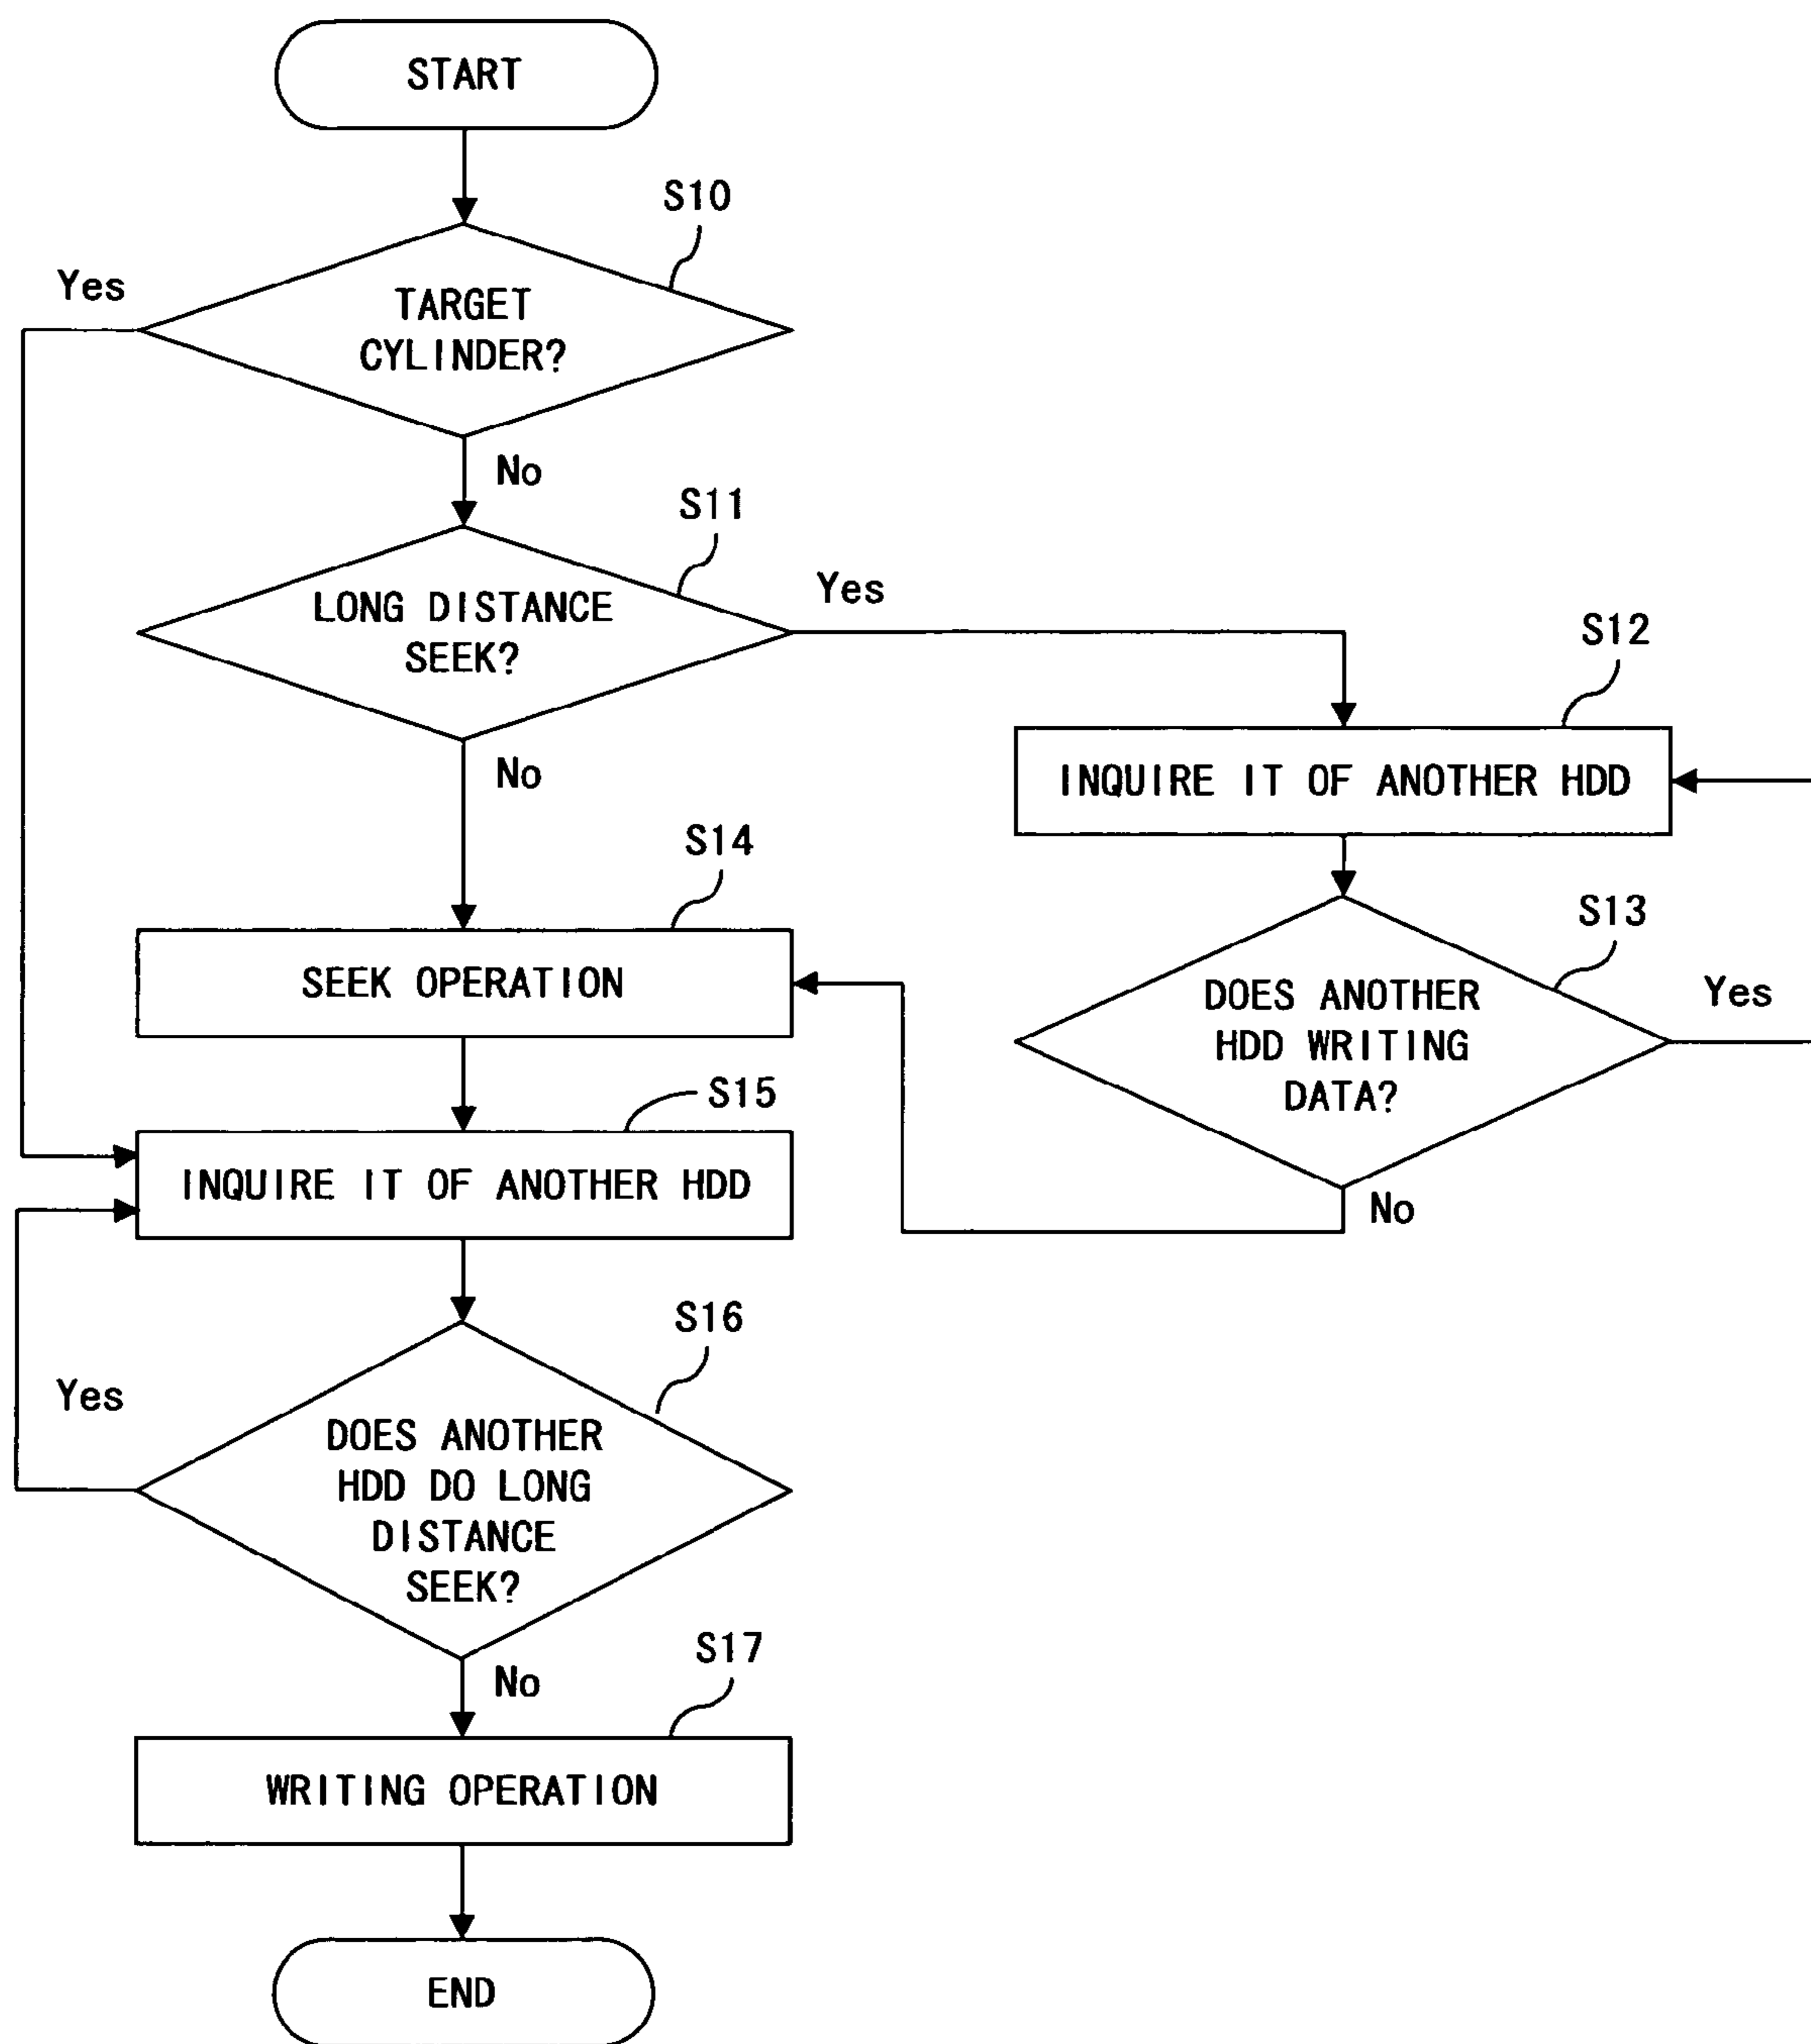 START
S10
Yes
TARGET
CYLINDER?
No
S11
LONG DISTANCE
SEEK?
Yes
S12
No
INQUIRE IT OF ANOTHER HDD
S14
S13
SEEK OPERATION
DOES ANOTHER
HDD WRITING
DATA?
Yes
S15
INQUIRE IT OF ANOTHER HDD
No
S16
Yes
DOES ANOTHER
HDD DO LONG
DISTANCE
SEEK?
S17
No
WRITING OPERATION
END